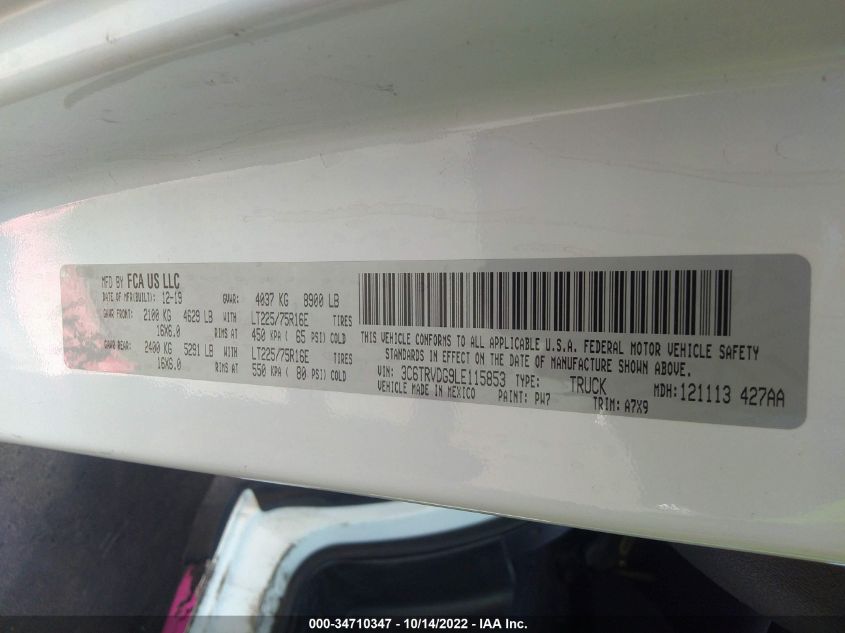 MFD BY FCA US LLC
DATE OF MFR(BUILT): 12-19 GVWR: 4037 KG 8900 LB
GAWR FRONT: 2100 KG 4629 LB WITH LT225/75R16E TIRES
16X6.0 RIMS AT 450 KPA ( 65 PSI) COLD
GAWR REAR: 2400 KG 5291 LB WITH LT225/75R16E TIRES
16X6.0 RIMS AT 550 KPA ( 80 PSI) COLD
THIS VEHICLE CONFORMS TO ALL APPLICABLE U.S.A. FEDERAL MOTOR VEHICLE SAFETY
STANDARDS IN EFFECT ON THE DATE OF MANUFACTURE SHOWN ABOVE.
VIN: 3C6TRVDG9LE115853 TYPE: TRUCK MDH:121113 427AA
VEHICLE MADE IN MEXICO PAINT: PW7 TRIM: A7X9
000-34710347 - 10/14/2022 - IAA Inc.